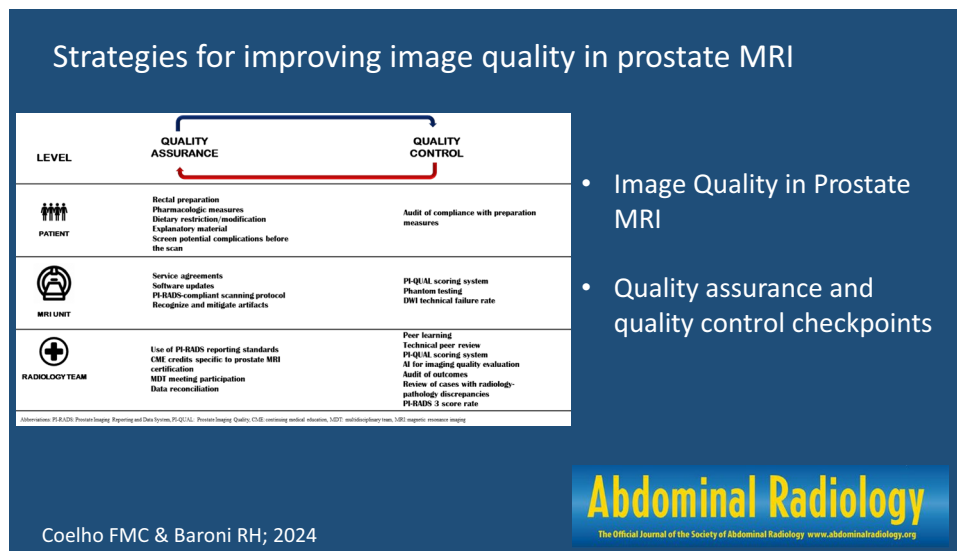 Strategies for improving image quality in prostate MRI
LEVEL
QUALITY
ASSURANCE
QUALITY
CONTROL
PATIENT
Rectal preparation
Pharmacologic measures
Dietary restriction/modification
Explanatory material
Screen potential complications before
the scan
Audit of compliance with preparation
measures
MRI UNIT
Service agreements
Software updates
PI-RADS-compliant scanning protocol
Recognize and mitigate artifacts
PI-QUAL scoring system
Phantom testing
DWI technical failure rate
RADIOLOGY TEAM
Use of PI-RADS reporting standards
CME credits specific to prostate MRI
certification
MDT meeting participation
Data reconciliation
Peer learning
Technical peer review
PI-QUAL scoring system
AI for imaging quality evaluation
Audit of outcomes
Review of cases with radiology-
pathology discrepancies
PI-RADS 3 score rate
Abbreviations: PI-RADS: Prostate Imaging Reporting and Data System, PI-QUAL: Prostate Imaging Quality, CME: continuing medical education, MDT: multidisciplinary team, MRI: magnetic resonance imaging
• Image Quality in Prostate
MRI
• Quality assurance and
quality control checkpoints
Coelho FMC & Baroni RH; 2024
Abdominal Radiology
The Official Journal of the Society of Abdominal Radiology www.abdominalradiology.org